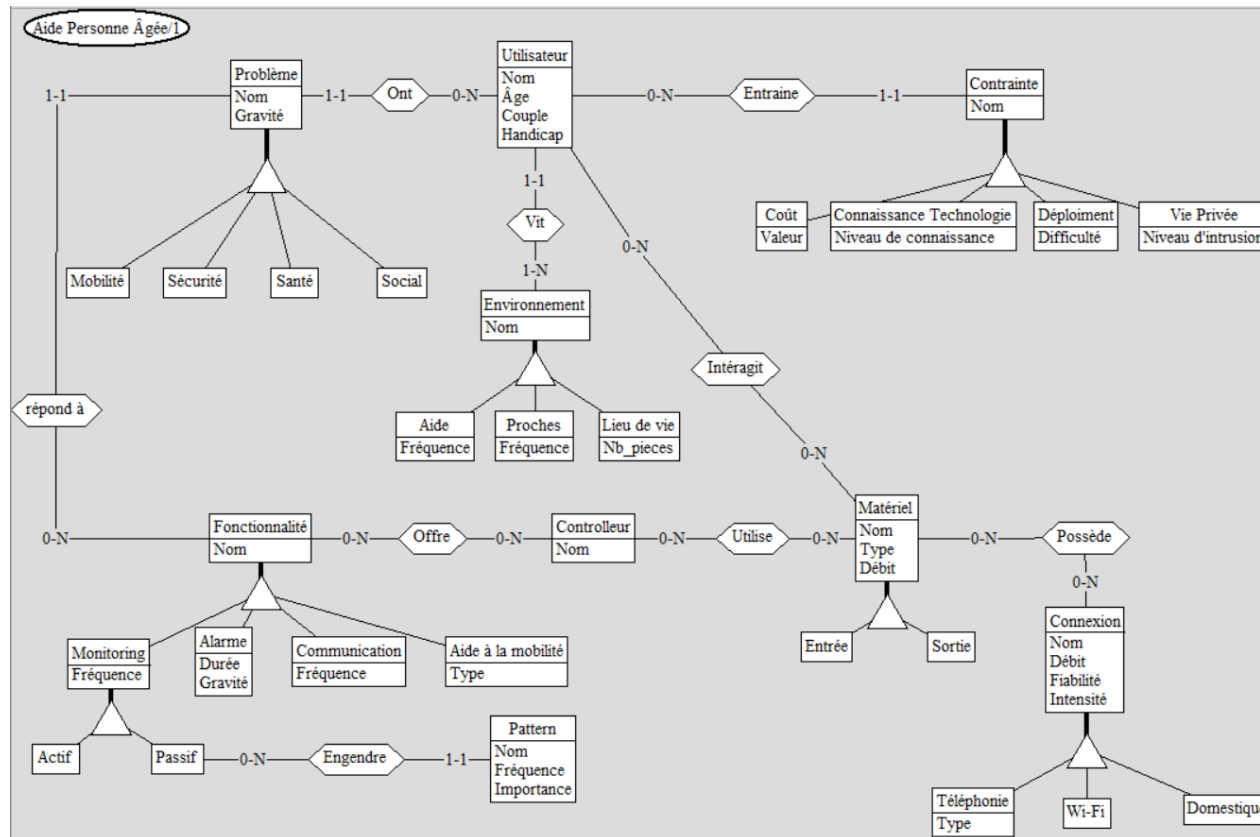 Aide Personne Âgée/1
Utilisateur
Nom
Âge
Couple
Handicap
Problème
Nom
Gravité
1-1
1-1
Ont
0-N
0-N
Entraine
1-1
Contrainte
Nom
1-1
Vit
1-N
Coût
Valeur
Connaissance Technologie
Niveau de connaissance
Déploiment
Difficulté
Vie Privée
Niveau d'intrusion
Mobilité
Sécurité
Santé
Social
0-N
Environnement
Nom
Intéragit
répond à
Aide
Fréquence
Proches
Fréquence
Lieu de vie
Nb_pieces
0-N
0-N
Fonctionnalité
Nom
0-N
Offre
0-N
Controlleur
Nom
0-N
Utilise
0-N
Matériel
Nom
Type
Débit
0-N
Possède
0-N
Monitoring
Fréquence
Alarme
Durée
Gravité
Communication
Fréquence
Aide à la mobilité
Type
Entrée
Sortie
Connexion
Nom
Débit
Fiabilité
Intensité
Actif
Passif
0-N
Engendre
1-1
Pattern
Nom
Fréquence
Importance
Téléphonie
Type
Wi-Fi
Domestique